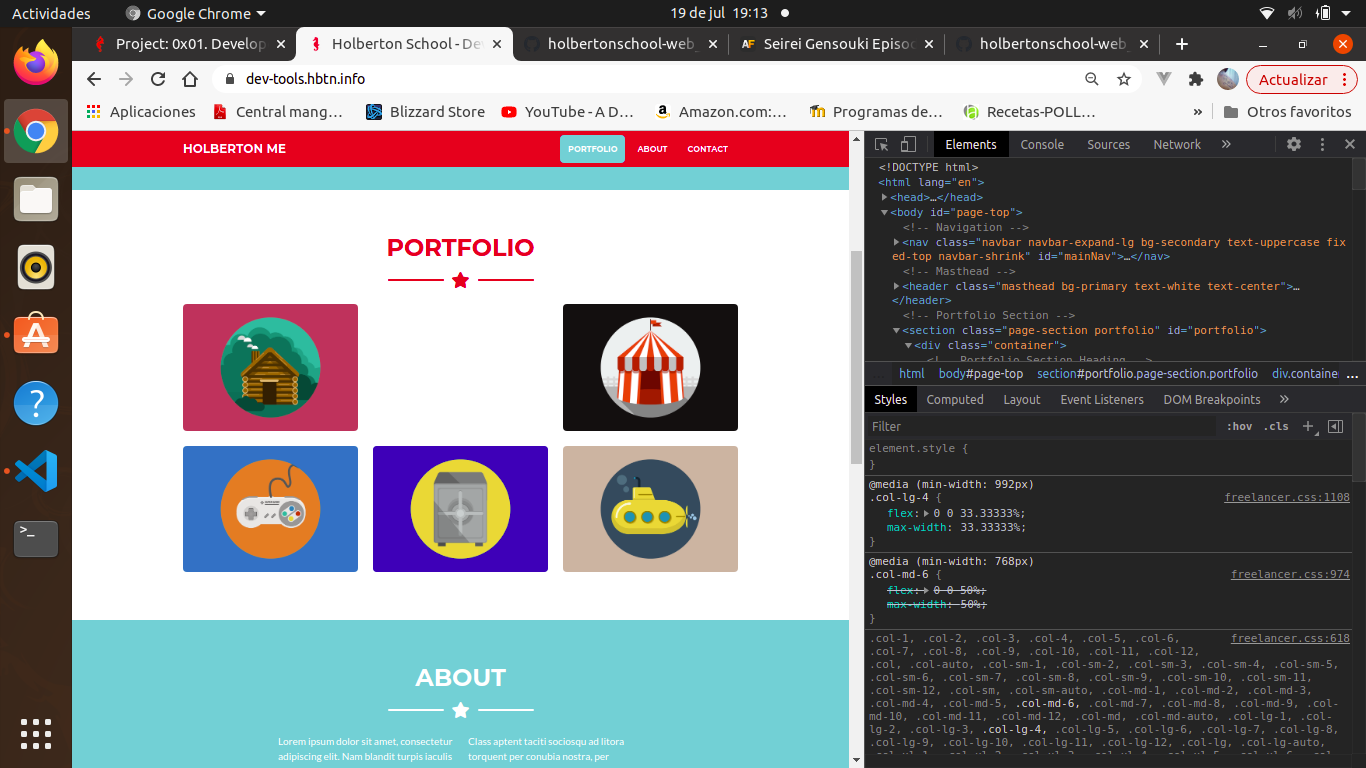 Actividades
Google Chrome
19 de jul 19:13
Project: 0x01. Develop
Holberton School - De
holbertonschool-web_
Seirei Gensouki Episo
holbertonschool-web_
dev-tools.hbtn.info
Actualizar
Aplicaciones
Central mang…
Blizzard Store
YouTube - A D…
Amazon.com:…
Programas de…
Recetas-POLL…
»
Otros favoritos
HOLBERTON ME
PORTFOLIO
ABOUT
CONTACT
PORTFOLIO
ABOUT
Lorem ipsum dolor sit amet, consectetur
adipiscing elit. Nam blandit turpis iaculis
Class aptent taciti sociosqu ad litora
torquent per conubia nostra, per
Elements
Console
Sources
Network
»
<!DOCTYPE html>
<html lang="en">
<head>…</head>
<body id="page-top">
<!-- Navigation -->
<nav class="navbar navbar-expand-lg bg-secondary text-uppercase fix
ed-top navbar-shrink" id="mainNav">…</nav>
<!-- Masthead -->
<header class="masthead bg-primary text-white text-center">…
</header>
<!-- Portfolio Section -->
<section class="page-section portfolio" id="portfolio">
<div class="container">
<!-- Portfolio Section Heading -->
html
body#page-top
section#portfolio.page-section.portfolio
div.container
…
Styles
Computed
Layout
Event Listeners
DOM Breakpoints
»
Filter
:hov
.cls
element.style {
}
@media (min-width: 992px)
.col-lg-4 {
freelancer.css:1108
flex: 0 0 33.33333%;
max-width: 33.33333%;
}
@media (min-width: 768px)
.col-md-6 {
freelancer.css:974
flex: 0 0 50%;
max-width: 50%;
}
.col-1, .col-2, .col-3, .col-4, .col-5, .col-6,
freelancer.css:618
.col-7, .col-8, .col-9, .col-10, .col-11, .col-12,
.col, .col-auto, .col-sm-1, .col-sm-2, .col-sm-3, .col-sm-4, .col-sm-5,
.col-sm-6, .col-sm-7, .col-sm-8, .col-sm-9, .col-sm-10, .col-sm-11,
.col-sm-12, .col-sm, .col-sm-auto, .col-md-1, .col-md-2, .col-md-3,
.col-md-4, .col-md-5, .col-md-6, .col-md-7, .col-md-8, .col-md-9, .col-
md-10, .col-md-11, .col-md-12, .col-md, .col-md-auto, .col-lg-1, .col-
lg-2, .col-lg-3, .col-lg-4, .col-lg-5, .col-lg-6, .col-lg-7, .col-lg-8,
.col-lg-9, .col-lg-10, .col-lg-11, .col-lg-12, .col-lg, .col-lg-auto,